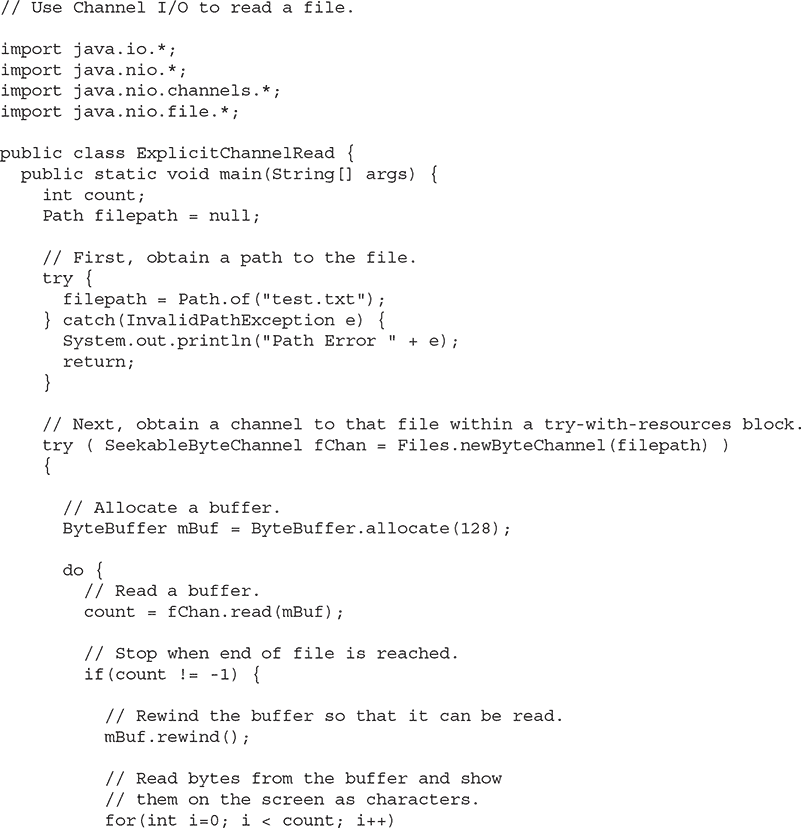 // Use Channel I/O to read a file.

import java.io.*;
import java.nio.*;
import java.nio.channels.*;
import java.nio.file.*;

public class ExplicitChannelRead {
  public static void main(String[] args) {
    int count;
    Path filepath = null;

    // First, obtain a path to the file.
    try {
      filepath = Path.of("test.txt");
    } catch(InvalidPathException e) {
      System.out.println("Path Error " + e);
      return;
    }

    // Next, obtain a channel to that file within a try-with-resources block.
    try ( SeekableByteChannel fChan = Files.newByteChannel(filepath) )
    {

      // Allocate a buffer.
      ByteBuffer mBuf = ByteBuffer.allocate(128);

      do {
        // Read a buffer.
        count = fChan.read(mBuf);

        // Stop when end of file is reached.
        if(count != -1) {

          // Rewind the buffer so that it can be read.
          mBuf.rewind();

          // Read bytes from the buffer and show
          // them on the screen as characters.
          for(int i=0; i < count; i++)